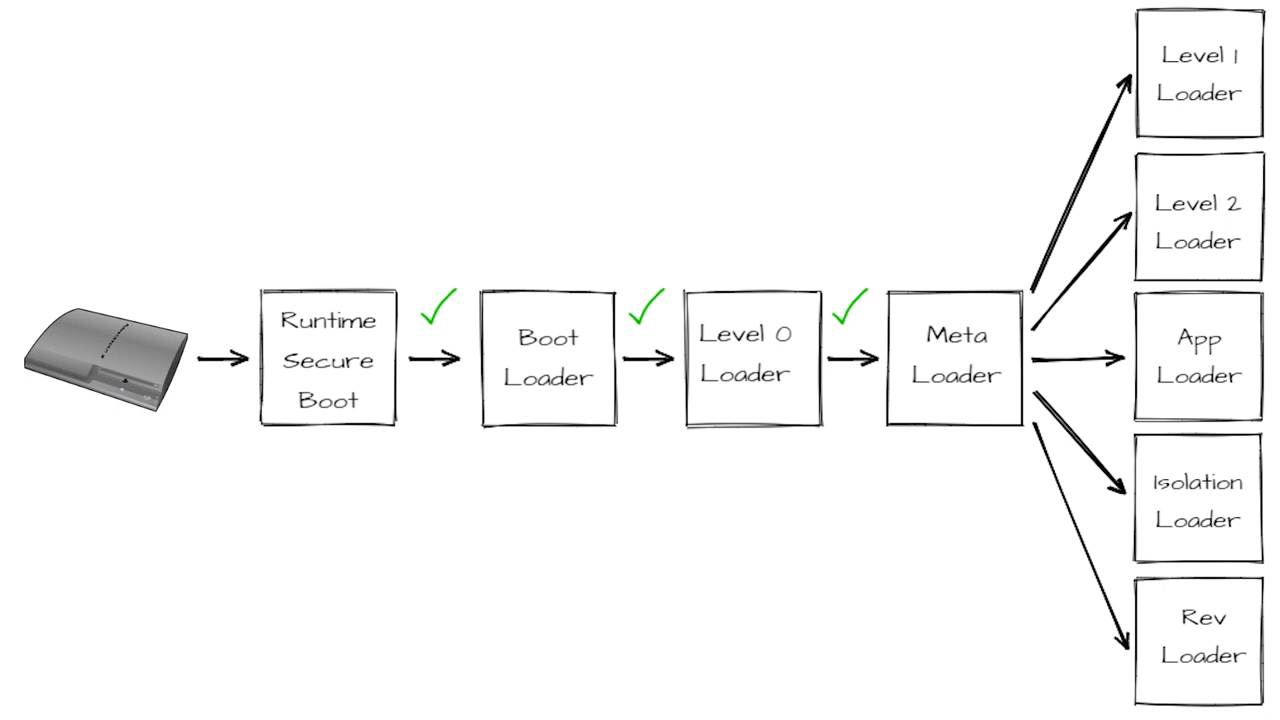 Runtime
Secure
Boot
Boot
Loader
Level 0
Loader
Meta
Loader
Level 1
Loader
Level 2
Loader
App
Loader
Isolation
Loader
Rev
Loader